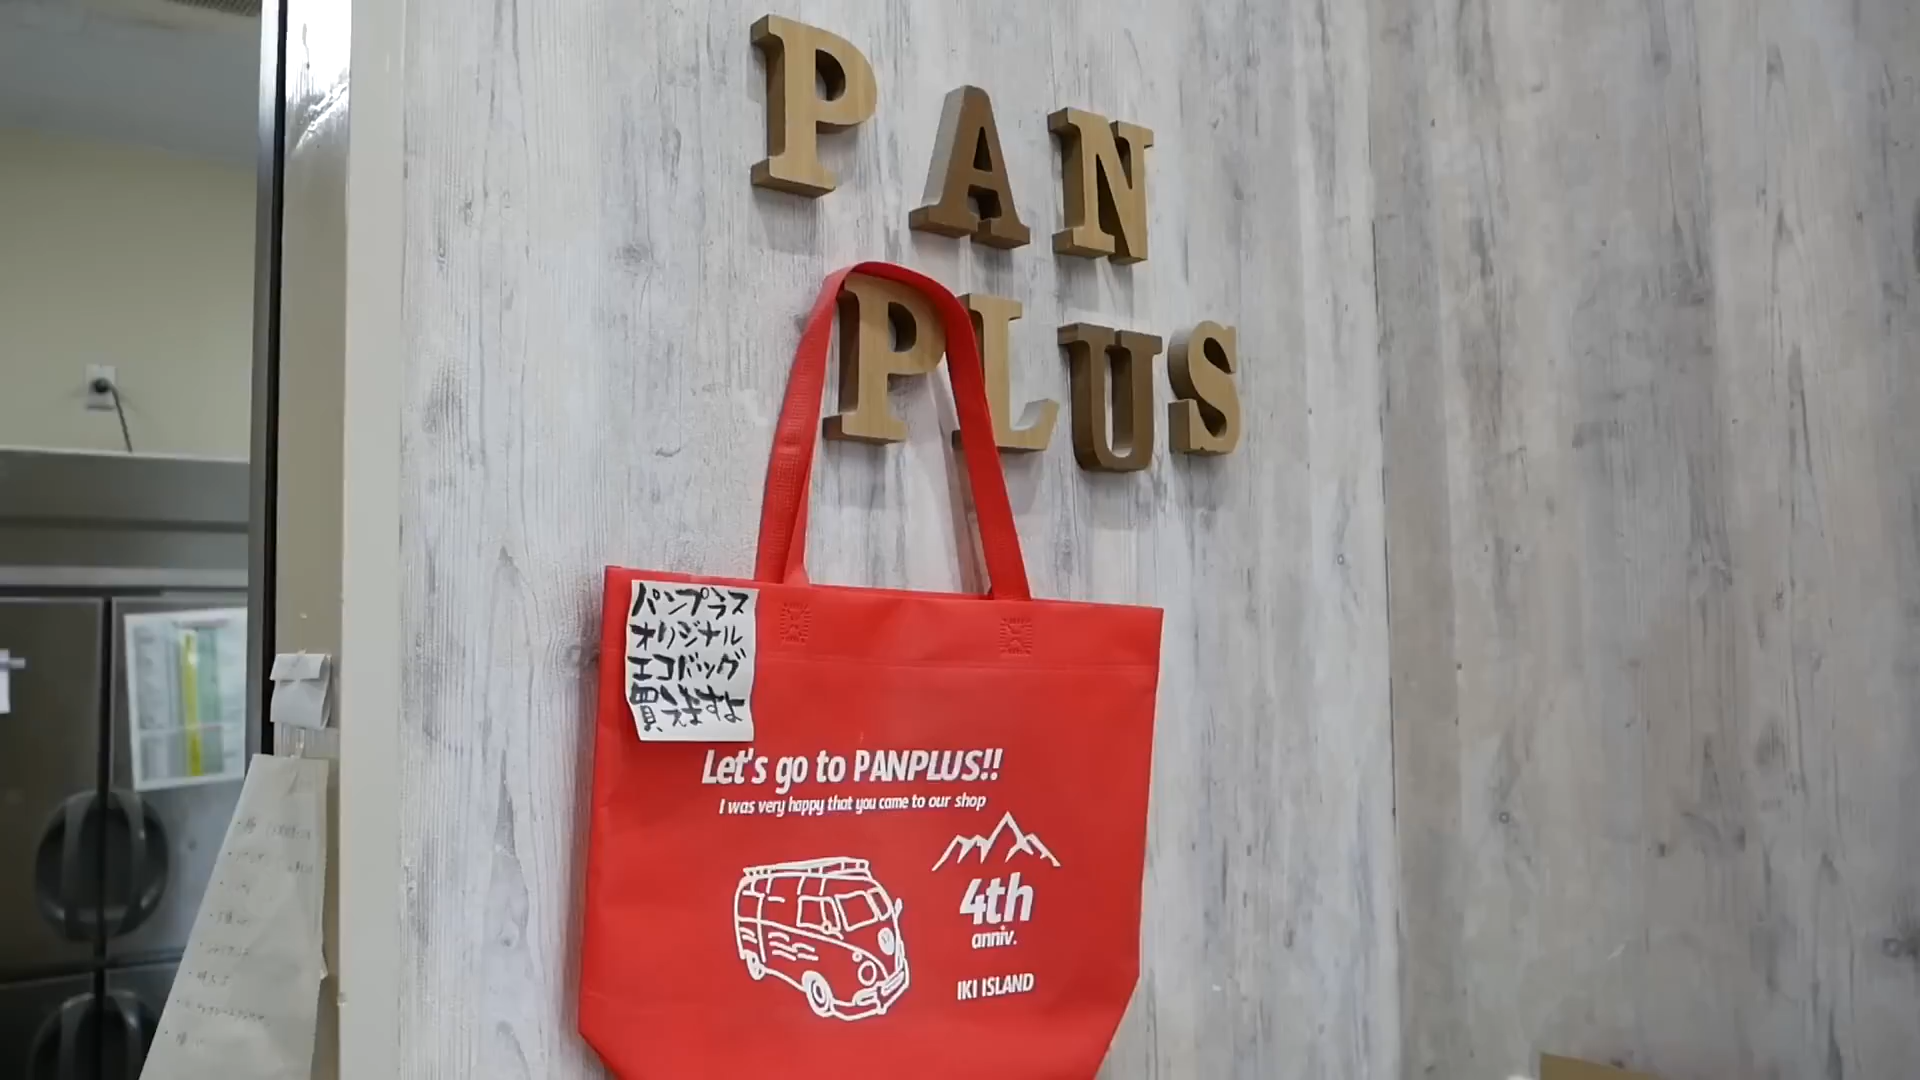 PAN
PLUS
パンプラス
オリジナル
エコバッグ
買えますよ
Let's go to PANPLUS!!
I was very happy that you came to our shop
4th
anniv.
IKI ISLAND